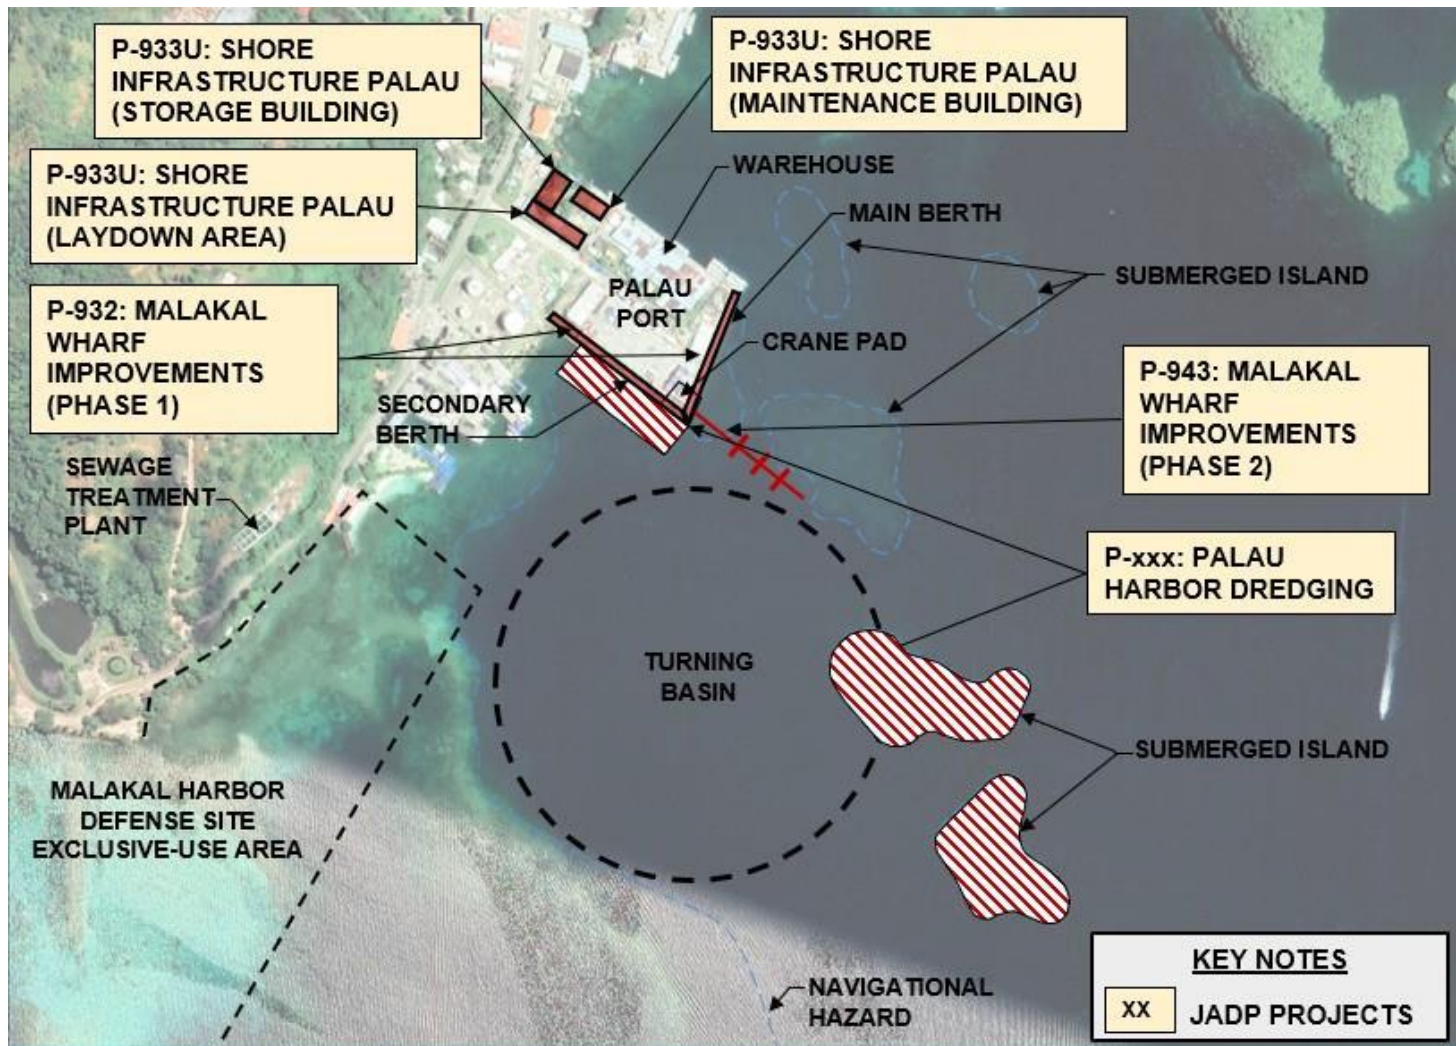 P-933U: SHORE
INFRASTRUCTURE PALAU
(STORAGE BUILDING)
P-933U: SHORE
INFRASTRUCTURE PALAU
(MAINTENANCE BUILDING)
P-933U: SHORE
INFRASTRUCTURE PALAU
(LAYDOWN AREA)
WAREHOUSE
MAIN BERTH
SUBMERGED ISLAND
P-932: MALAKAL
WHARF
IMPROVEMENTS
(PHASE 1)
PALAU
PORT
CRANE PAD
P-943: MALAKAL
WHARF
IMPROVEMENTS
(PHASE 2)
SECONDARY
BERTH
SEWAGE
TREATMENT
PLANT
P-xxx: PALAU
HARBOR DREDGING
TURNING
BASIN
SUBMERGED ISLAND
MALAKAL HARBOR
DEFENSE SITE
EXCLUSIVE-USE AREA
NAVIGATIONAL
HAZARD
KEY NOTES
XX JADP PROJECTS